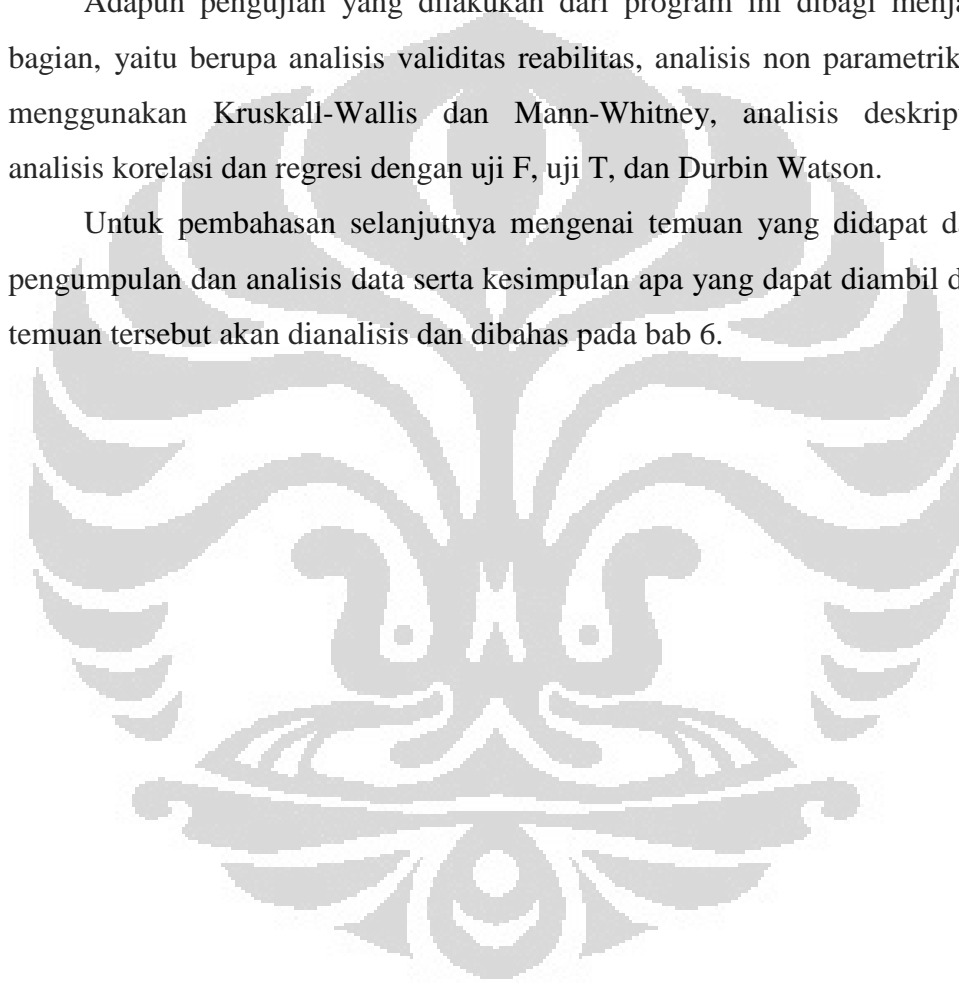 Adapun pengujian yang dilakukan dari program ini dibagi
bagian, yaitu berupa analisis validitas reabilitas, analisis non parametrik
menggunakan Kruskall-Wallis dan Mann-Whitney, analisis
analisis korelasi dan regresi dengan uji F, uji T, dan Durbin Watson.
Untuk pembahasan selanjutnya mengenai temuan yang didapat
pengumpulan dan analisis data serta kesimpulan apa yang dapat diambil
temuan tersebut akan dianalisis dan dibahas pada bab 6.